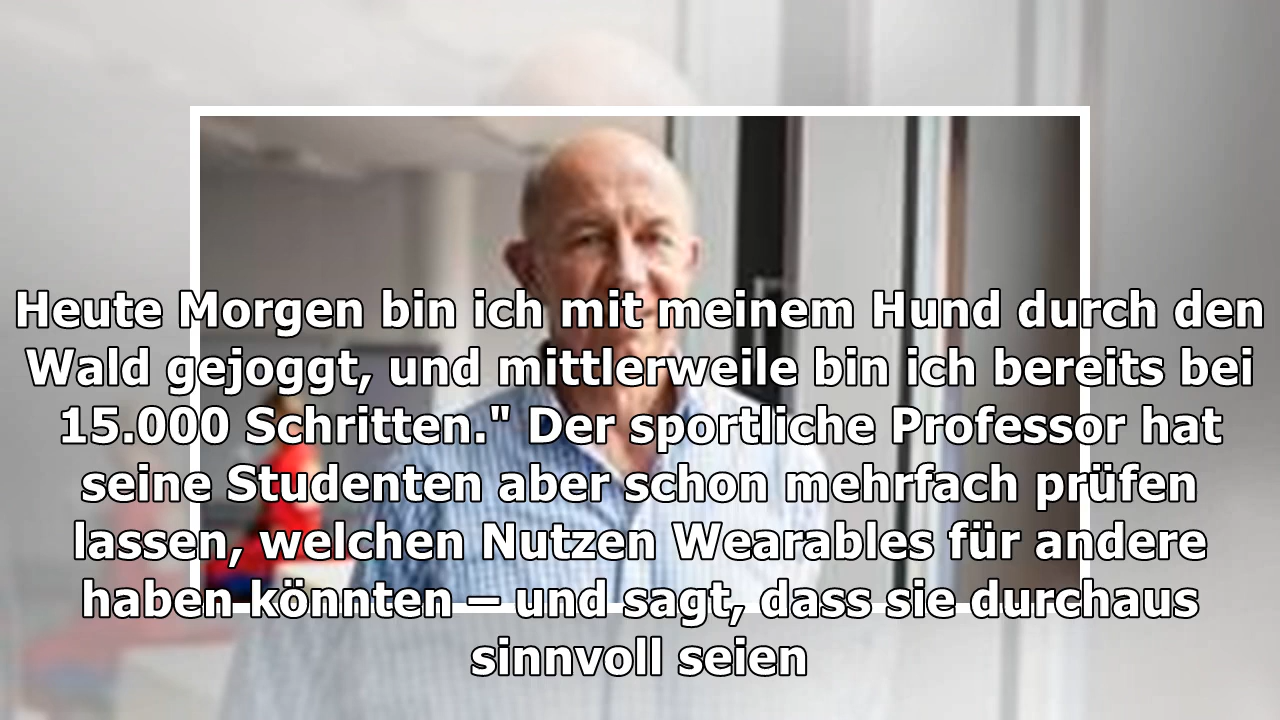 Heute Morgen bin ich mit meinem Hund durch den
Wald gejoggt, und mittlerweile bin ich bereits bei
15.000 Schritten." Der sportliche Professor hat
seine Studenten aber schon mehrfach prüfen
lassen, welchen Nutzen Wearables für andere
haben könnten – und sagt, dass sie durchaus
sinnvoll seien